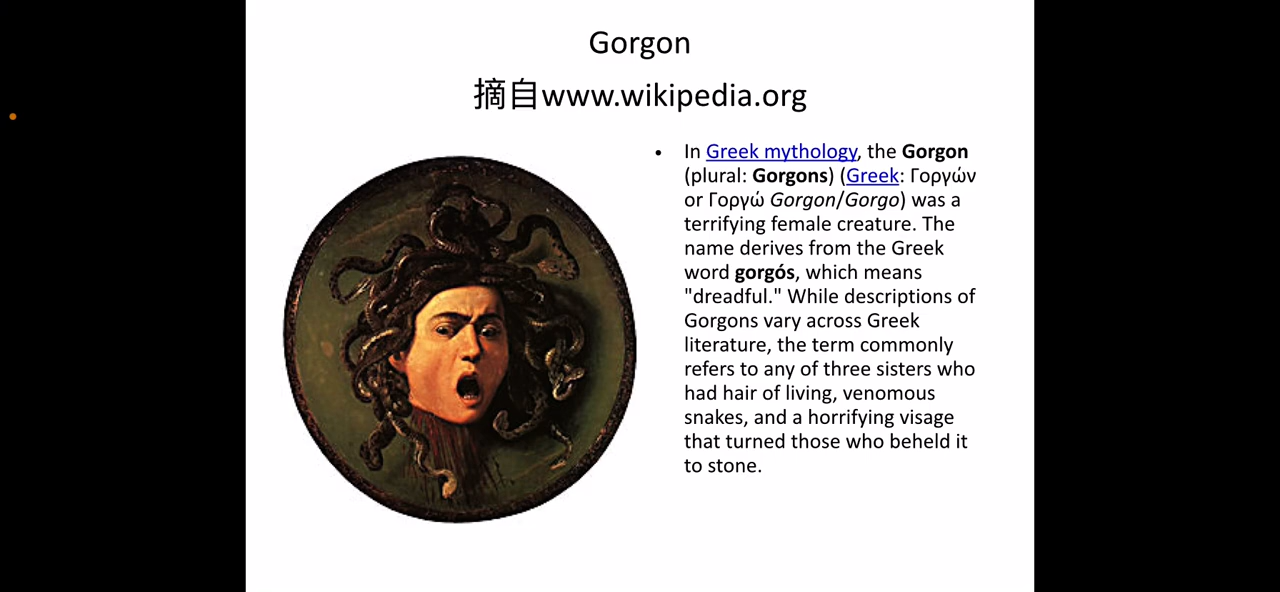 Gorgon
摘自www.wikipedia.org
• In Greek mythology, the Gorgon
(plural: Gorgons) (Greek: Γοργών
or Γοργώ Gorgon/Gorgo) was a
terrifying female creature. The
name derives from the Greek
word gorgós, which means
"dreadful." While descriptions of
Gorgons vary across Greek
literature, the term commonly
refers to any of three sisters who
had hair of living, venomous
snakes, and a horrifying visage
that turned those who beheld it
to stone.